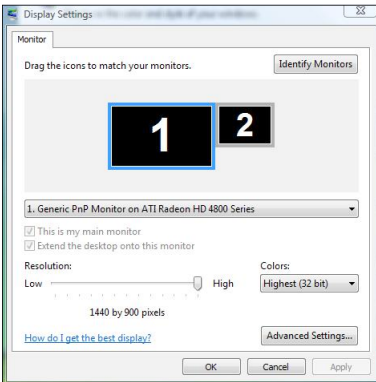 Display Settings
Monitor
Drag the icons to match your monitors.
Identify Monitors
1
2
1. Generic PnP Monitor on ATI Radeon HD 4800 Series
This is my main monitor
Extend the desktop onto this monitor
Resolution:
Colors:
Low
High
Highest (32 bit)
1440 by 900 pixels
How do I get the best display?
Advanced Settings...
OK
Cancel
Apply